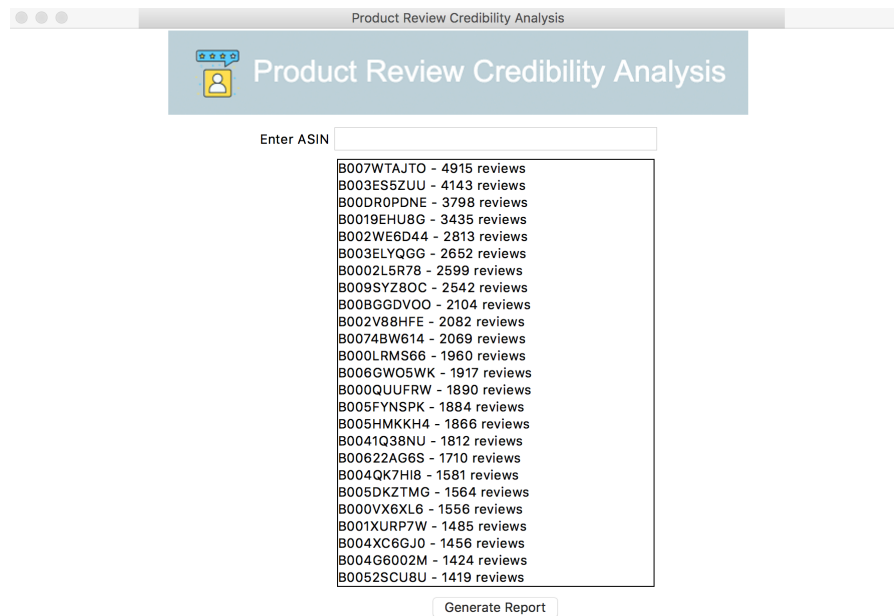 Product Review Credibility Analysis
Product Review Credibility Analysis
Enter ASIN
B007WTAJTO - 4915 reviews
B003ES5ZUU - 4143 reviews
B00DR0PDNE - 3798 reviews
B0019EHU8G - 3435 reviews
B002WE6D44 - 2813 reviews
B003ELYQGG - 2652 reviews
B0002L5R78 - 2599 reviews
B009SYZ8OC - 2542 reviews
B00BGGDVOO - 2104 reviews
B002V88HFE - 2082 reviews
B0074BW614 - 2069 reviews
B000LRMS66 - 1960 reviews
B006GWO5WK - 1917 reviews
B000QUUFRW - 1890 reviews
B005FYNSPK - 1884 reviews
B005HMKKH4 - 1866 reviews
B0041Q38NU - 1812 reviews
B00622AG6S - 1710 reviews
B004QK7HI8 - 1581 reviews
B005DKZTMG - 1564 reviews
B000VX6XL6 - 1556 reviews
B001XURP7W - 1485 reviews
B004XC6GJ0 - 1456 reviews
B004G6002M - 1424 reviews
B0052SCU8U - 1419 reviews
Generate Report